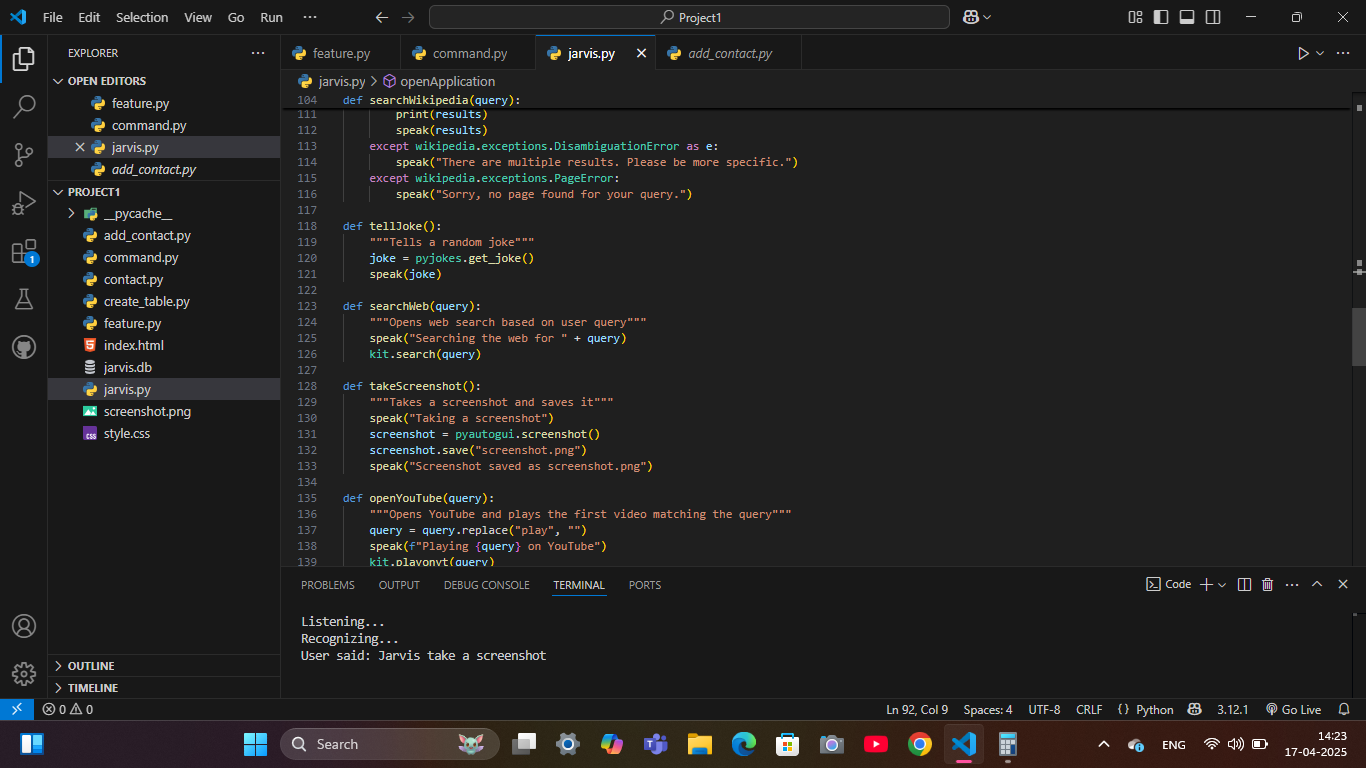 File Edit Selection View Go Run ···
Project1
EXPLORER
OPEN EDITORS
feature.py
command.py
jarvis.py
add_contact.py
PROJECT1
__pycache__
add_contact.py
command.py
contact.py
create_table.py
feature.py
index.html
jarvis.db
jarvis.py
screenshot.png
style.css
OUTLINE
TIMELINE
1
feature.py command.py jarvis.py add_contact.py
jarvis.py > openApplication
104 def searchWikipedia(query):
111 print(results)
112 speak(results)
113 except wikipedia.exceptions.DisambiguationError as e:
114 speak("There are multiple results. Please be more specific.")
115 except wikipedia.exceptions.PageError:
116 speak("Sorry, no page found for your query.")
117
118 def tellJoke():
119 """Tells a random joke"""
120 joke = pyjokes.get_joke()
121 speak(joke)
122
123 def searchWeb(query):
124 """Opens web search based on user query"""
125 speak("Searching the web for " + query)
126 kit.search(query)
127
128 def takeScreenshot():
129 """Takes a screenshot and saves it"""
130 speak("Taking a screenshot")
131 screenshot = pyautogui.screenshot()
132 screenshot.save("screenshot.png")
133 speak("Screenshot saved as screenshot.png")
134
135 def openYouTube(query):
136 """Opens YouTube and plays the first video matching the query"""
137 query = query.replace("play", "")
138 speak(f"Playing {query} on YouTube")
139 kit.playonyt(query)
PROBLEMS OUTPUT DEBUG CONSOLE TERMINAL PORTS
Code
Listening...
Recognizing...
User said: Jarvis take a screenshot
0 0
Ln 92, Col 9 Spaces: 4 UTF-8 CRLF {} Python 3.12.1 Go Live
Search
ENG
14:23
17-04-2025